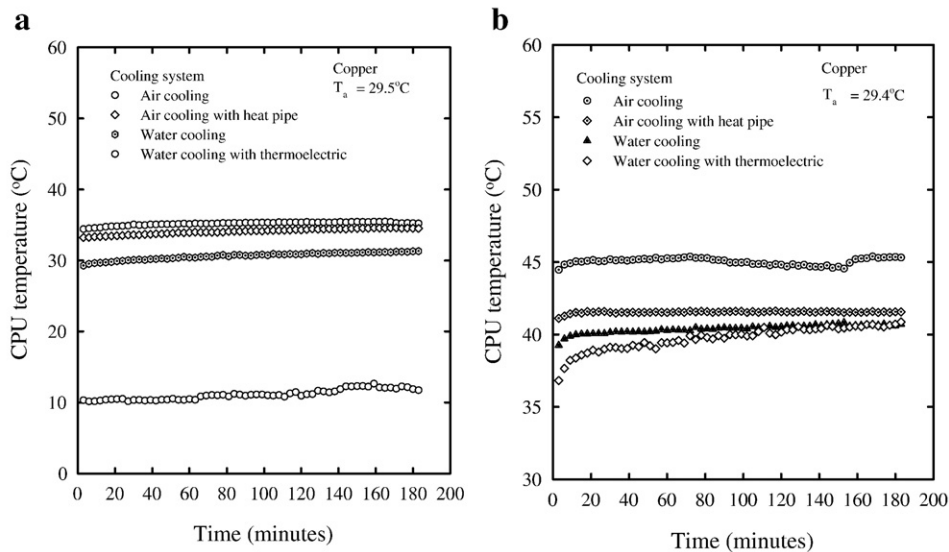 a
60
50
40
30
20
10
0
CPU temperature (°C)
Cooling system
Air cooling
Air cooling with heat pipe
Water cooling
Water cooling with thermoelectric
Copper
Tₐ = 29.5°C
0 20 40 60 80 100 120 140 160 180 200
Time (minutes)
b
60
55
50
45
40
35
30
CPU temperature (°C)
Cooling system
Air cooling
Air cooling with heat pipe
Water cooling
Water cooling with thermoelectric
Copper
Tₐ = 29.4°C
0 20 40 60 80 100 120 140 160 180 200
Time (minutes)